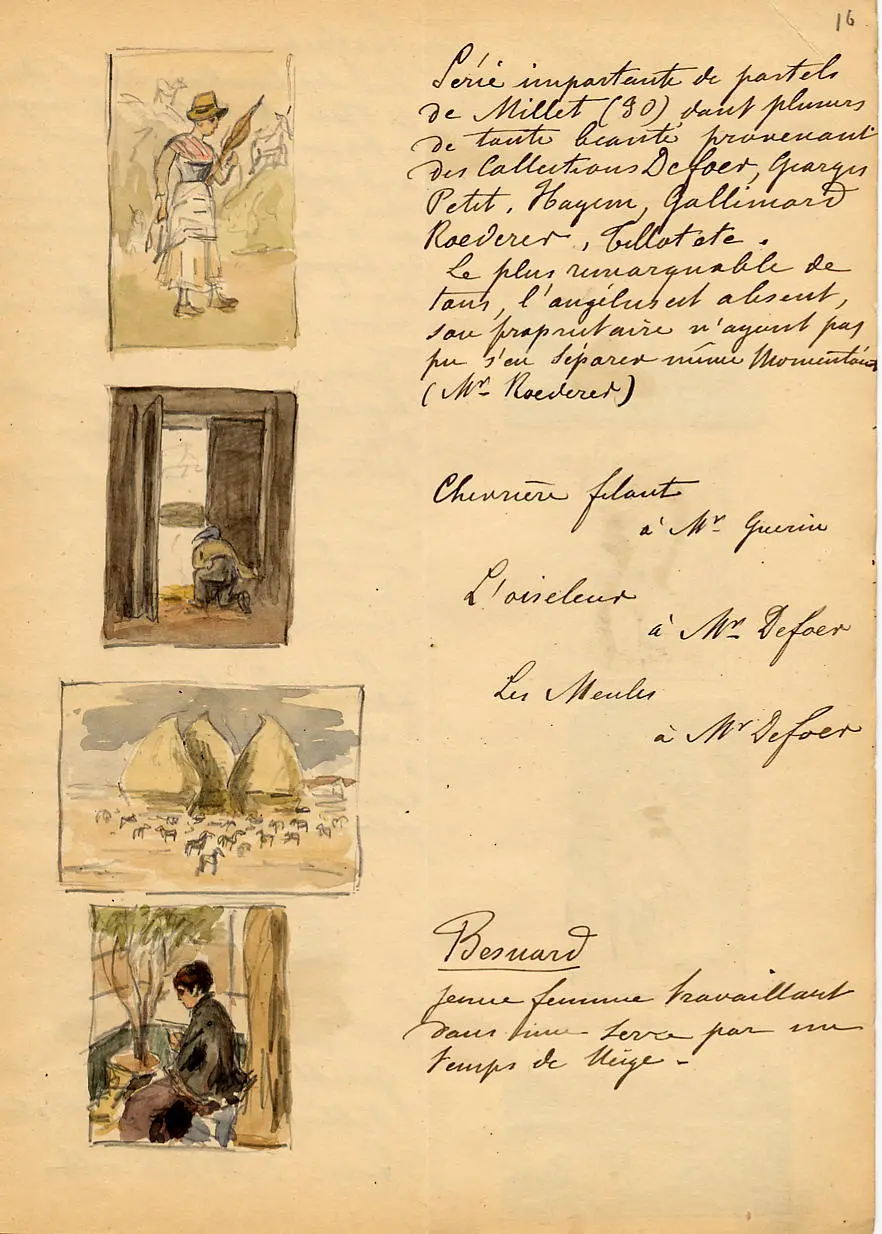 16
Série importante de pastels
de Millet (30) dont plusieurs
de toute beauté, provenant
des Collections Defoer, Georges
Petit, Hayem, Gallimard
Roederer, Tillot etc.
Le plus remarquable de
tous, l'angélus est absent,
son propriétaire n'ayant pas
pu s'en séparer même Momentané
(Mr Roederer)
Chevrière filant
à Mr Guerin
L'oiseleur
à Mr Defoer
Les Meules
à Mr Defoer
Besnard
jeune femme travaillant
dans une serre par un
temps de Neige -